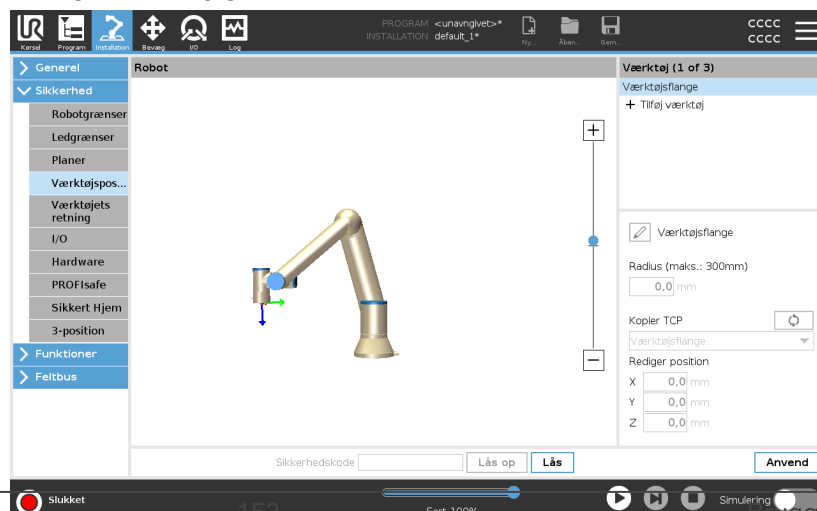 PROGRAM <unavngivet>*
INSTALLATION default_1*
CCCC
CCCC
Kørsel Program Installation Bevæg I/O Log Ny... Åben... Gem...
Generel
Sikkerhed
Robotgrænser
Ledgrænser
Planer
Værktøjspos...
Værktøjets
retning
I/O
Hardware
PROFIsafe
Sikkert Hjem
3-position
Funktioner
Feltbus
Robot
Værktøj (1 of 3)
Værktøjsflange
+ Tilføj værktøj
Værktøjsflange
Radius (maks.: 300mm)
0,0 mm
Kopier TCP
Værktøjsflange
Rediger position
X 0,0 mm
Y 0,0 mm
Z 0,0 mm
Sikkerhedskode Lås op Lås Anvend
Slukket
Fart 100%
Simulering
153